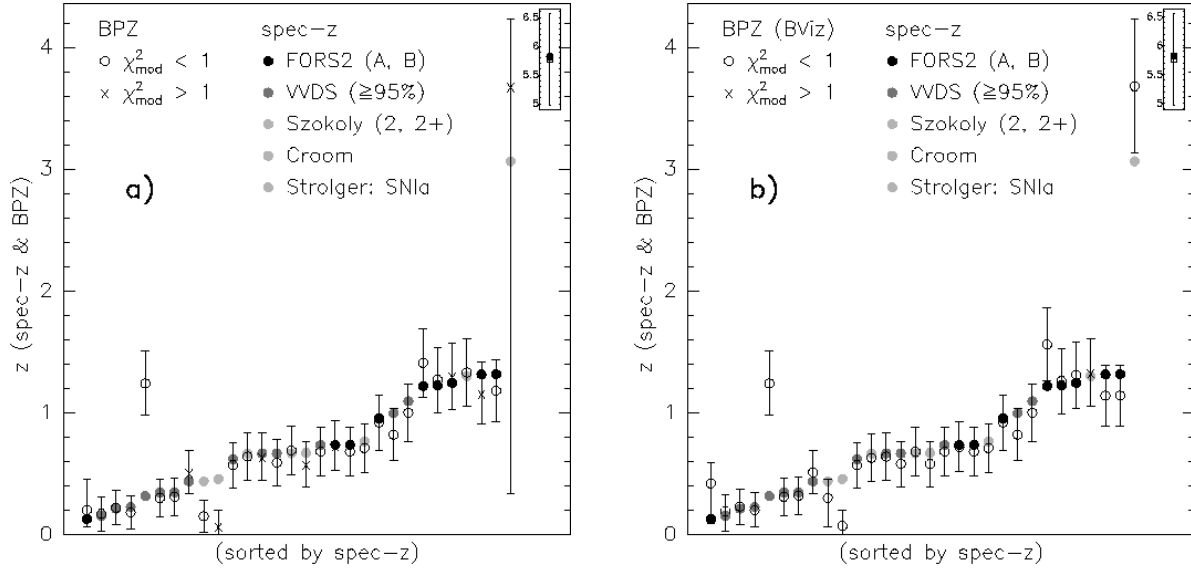 BPZ spec−z
○ χ²mod < 1 ● FORS2 (A, B)
× χ²mod > 1 ● VVDS (≧95%)
● Szokoly (2, 2+)
● Croom
● Strolger: SNIa
a)
6.5
6
5.5
5
4
3
2
1
0
z (spec−z & BPZ)
(sorted by spec−z)
BPZ (BViz) spec−z
○ χ²mod < 1 ● FORS2 (A, B)
× χ²mod > 1 ● VVDS (≧95%)
● Szokoly (2, 2+)
● Croom
● Strolger: SNIa
b)
6.5
6
5.5
5
4
3
2
1
0
z (spec−z & BPZ)
(sorted by spec−z)